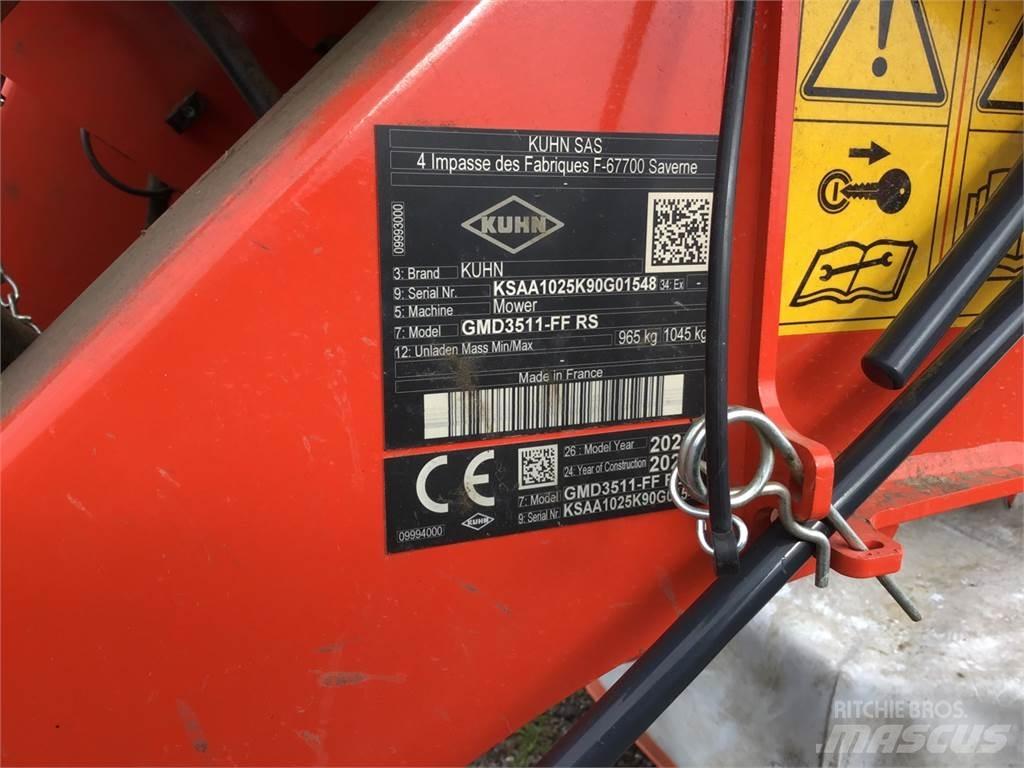 KUHN SAS
4 Impasse des Fabriques F-67700 Saverne
09993000
KUHN
3: Brand KUHN
9: Serial Nr. KSAA1025K90G01548 34: Ex -
5: Machine Mower
7: Model GMD3511-FF RS
12: Unladen Mass Min/Max 965 kg 1045 kg
Made in France
CE
26 : Model Year
24: Year of Construction
7: Model GMD3511-FF
9: Serial Nr. KSAA1025K90G
KUHN
09994000
RITCHIE BROS.
MASCUS